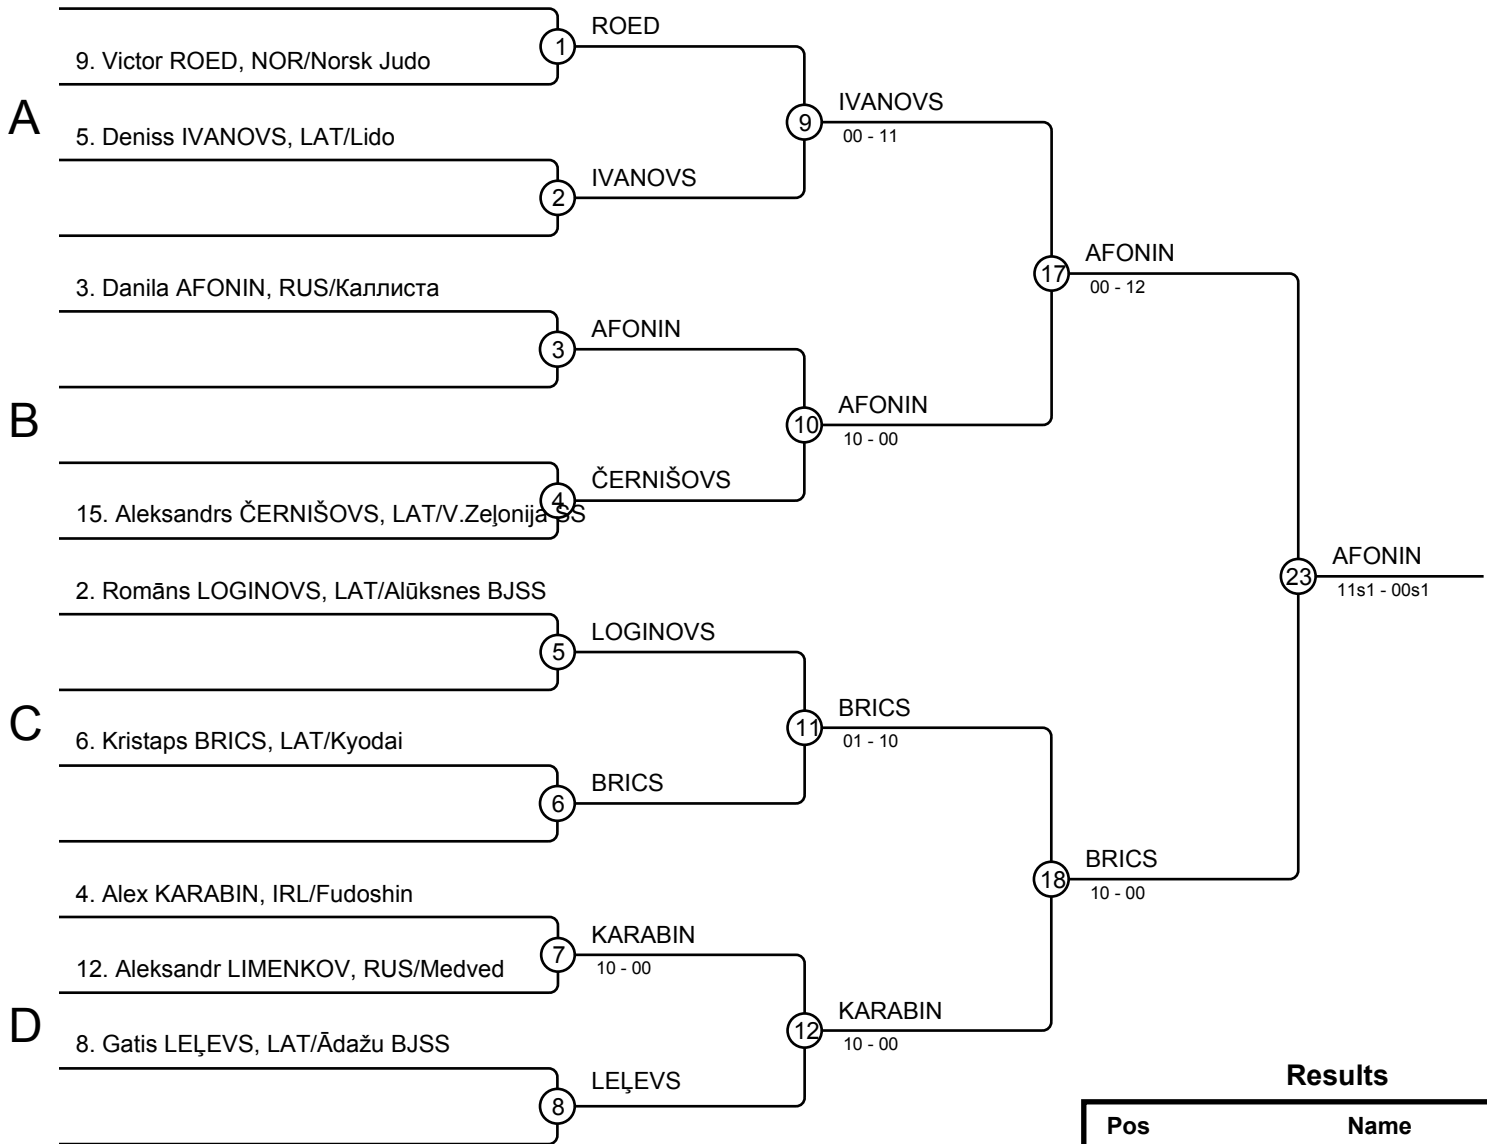 ROED
1
9. Victor ROED, NOR/Norsk Judo
A
IVANOVS
9
00 - 11
5. Deniss IVANOVS, LAT/Lido
IVANOVS
2
AFONIN
17
00 - 12
3. Danila AFONIN, RUS/Каллиста
AFONIN
3
B
AFONIN
10
10 - 00
ČERNIŠOVS
4
15. Aleksandrs ČERNIŠOVS, LAT/V.Zeļonija SS
AFONIN
23
11s1 - 00s1
2. Romāns LOGINOVS, LAT/Alūksnes BJSS
LOGINOVS
5
C
BRICS
11
01 - 10
6. Kristaps BRICS, LAT/Kyodai
BRICS
6
BRICS
18
10 - 00
4. Alex KARABIN, IRL/Fudoshin
KARABIN
7
10 - 00
12. Aleksandr LIMENKOV, RUS/Medved
D
KARABIN
12
10 - 00
8. Gatis LEĻEVS, LAT/Ādažu BJSS
LEĻEVS
8
Results
Pos Name